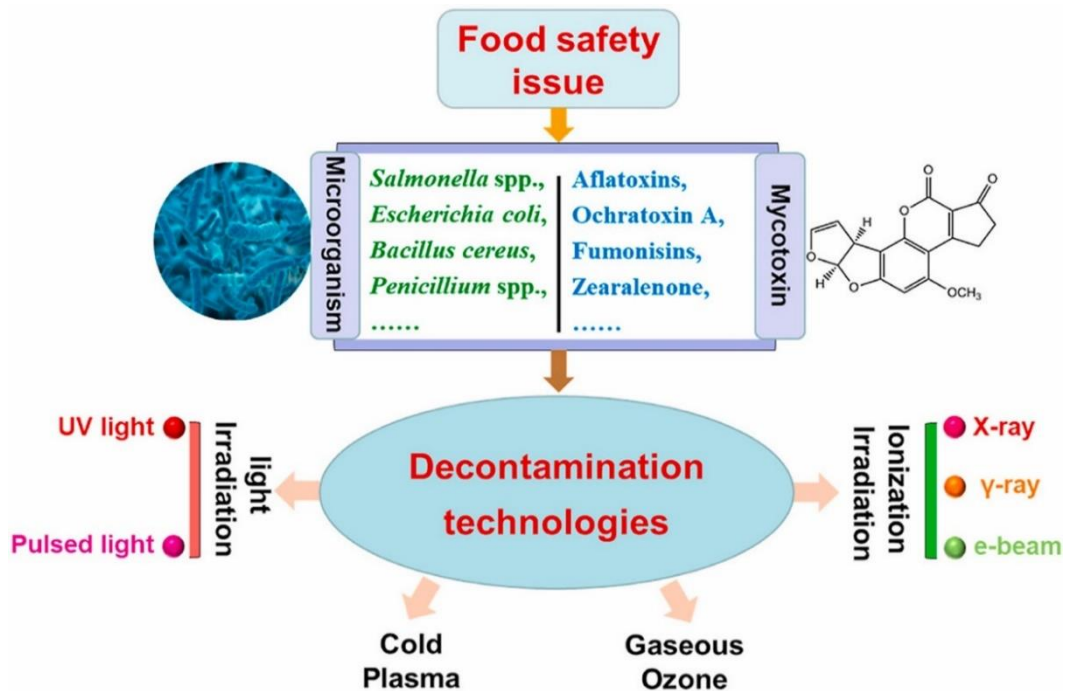 Food safety
issue
Microorganism
Salmonella spp.,
Escherichia coli,
Bacillus cereus,
Penicillium spp.,
......
Aflatoxins,
Ochratoxin A,
Fumonisins,
Zearalenone,
......
Mycotoxin
O
O
O
H
O
H
O
OCH3
UV light
Pulsed light
light
Irradiation
Decontamination
technologies
Ionization
Irradiation
X-ray
γ-ray
e-beam
Cold
Plasma
Gaseous
Ozone